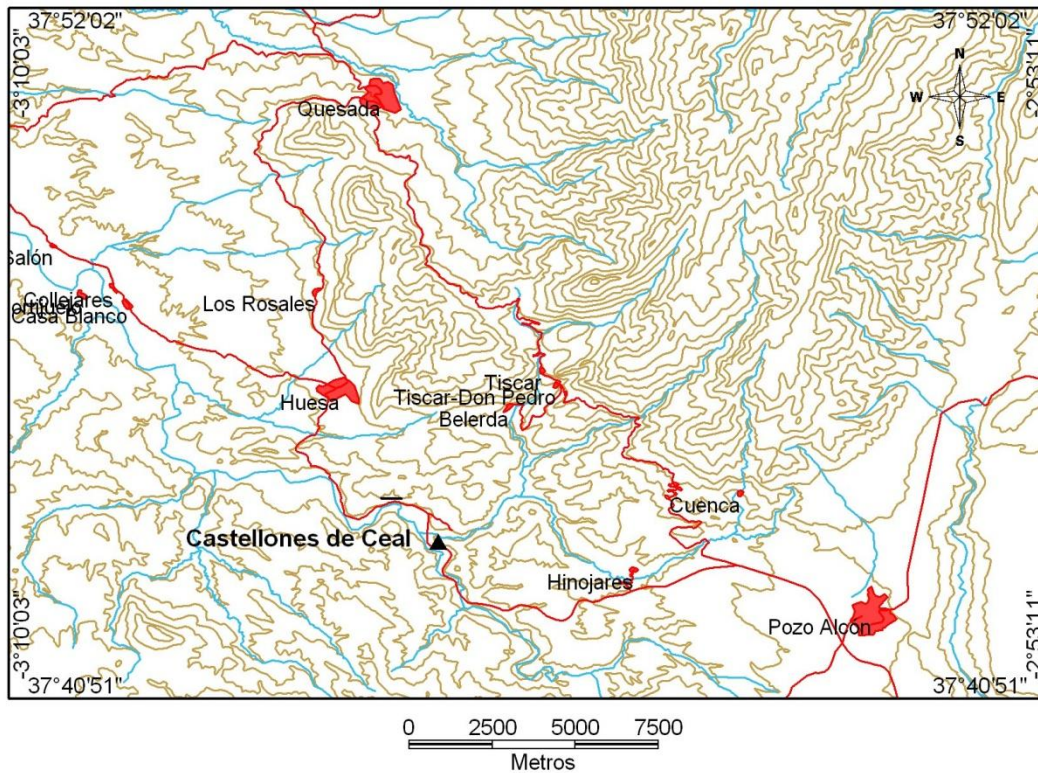 37°52'02"
37°52'02"
-3°10'03"
-2°53'11"
N
W
E
S
Quesada
Salón
Collejares
Los Rosales
Casa Blanco
Tiscar
Huesa
Tiscar-Don Pedro
Belerda
Cuenca
Castellones de Ceal
Hinojares
Pozo Alcón
-3°10'03"
-2°53'11"
37°40'51"
37°40'51"
0 2500 5000 7500
Metros